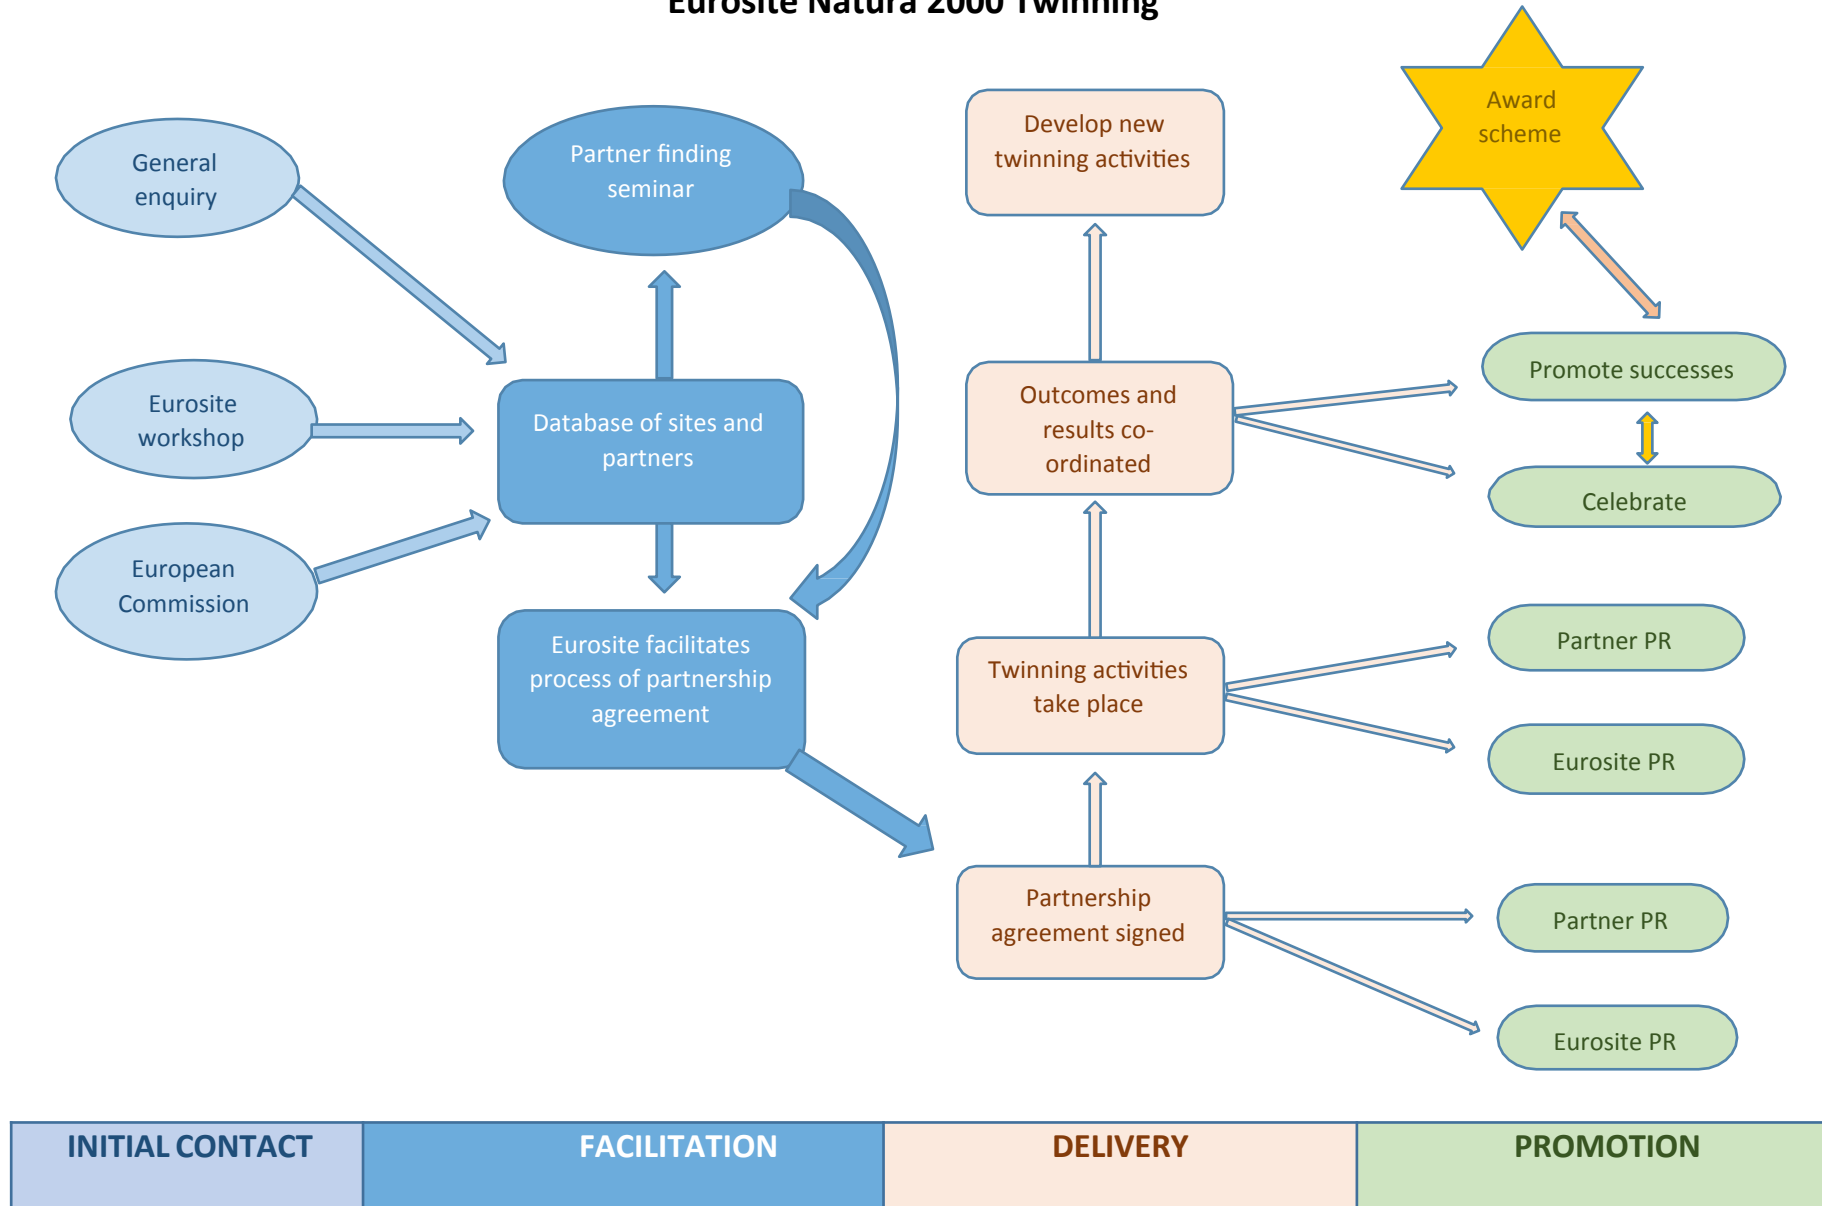 Eurosite Natura 2000 Twinning
General
enquiry
Eurosite
workshop
European
Commission
Partner finding
seminar
Database of sites and
partners
Eurosite facilitates
process of partnership
agreement
Develop new
twinning activities
Outcomes and
results co-
ordinated
Twinning activities
take place
Partnership
agreement signed
Award
scheme
Promote successes
Celebrate
Partner PR
Eurosite PR
Partner PR
Eurosite PR
INITIAL CONTACT
FACILITATION
DELIVERY
PROMOTION